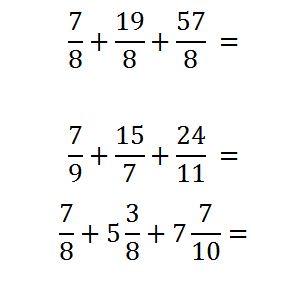 7/8 + 19/8 + 57/8 =
7/9 + 15/7 + 24/11 =
7/8 + 5 3/8 + 7 7/10 =